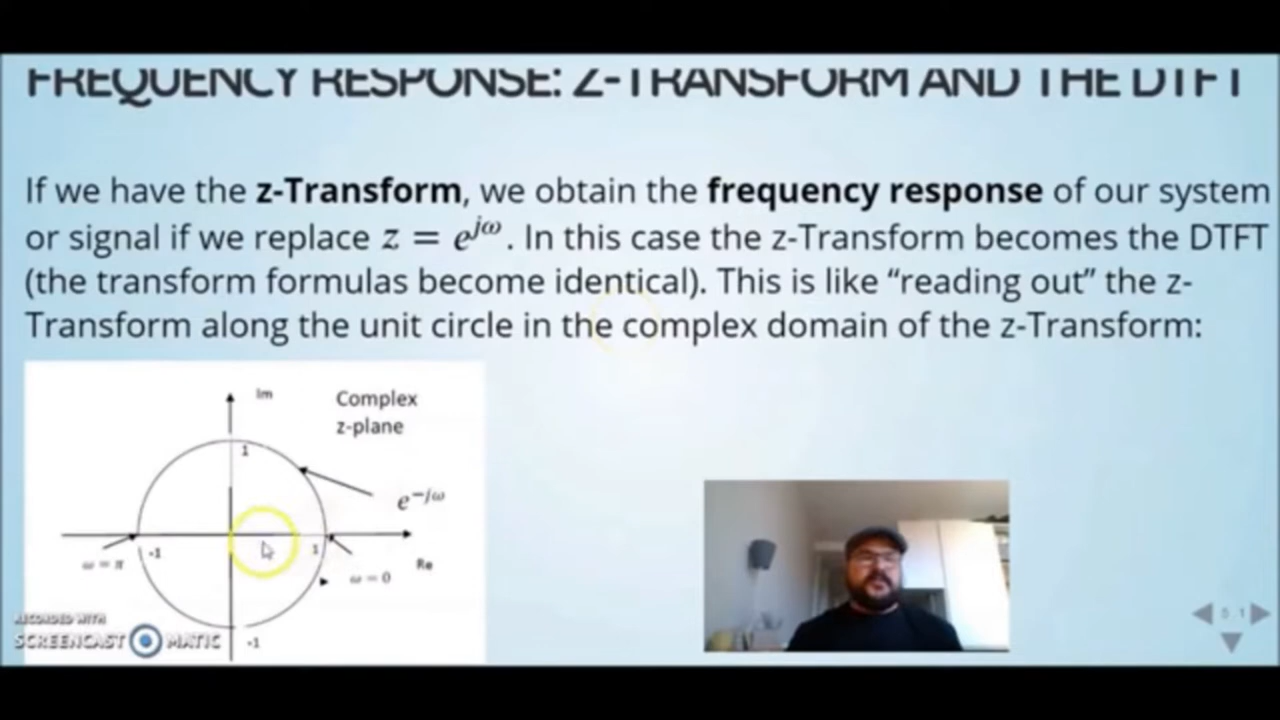 FREQUENCY RESPONSE: Z-TRANSFORM AND THE DTFT
If we have the z-Transform, we obtain the frequency response of our system
or signal if we replace z = e^{jω}. In this case the z-Transform becomes the DTFT
(the transform formulas become identical). This is like “reading out” the z-
Transform along the unit circle in the complex domain of the z-Transform:
Im
Complex
z-plane
1
e^{-jω}
-1
1
ω = π
Re
ω = 0
-1
RECORDED WITH
SCREENCAST MATIC
5.1